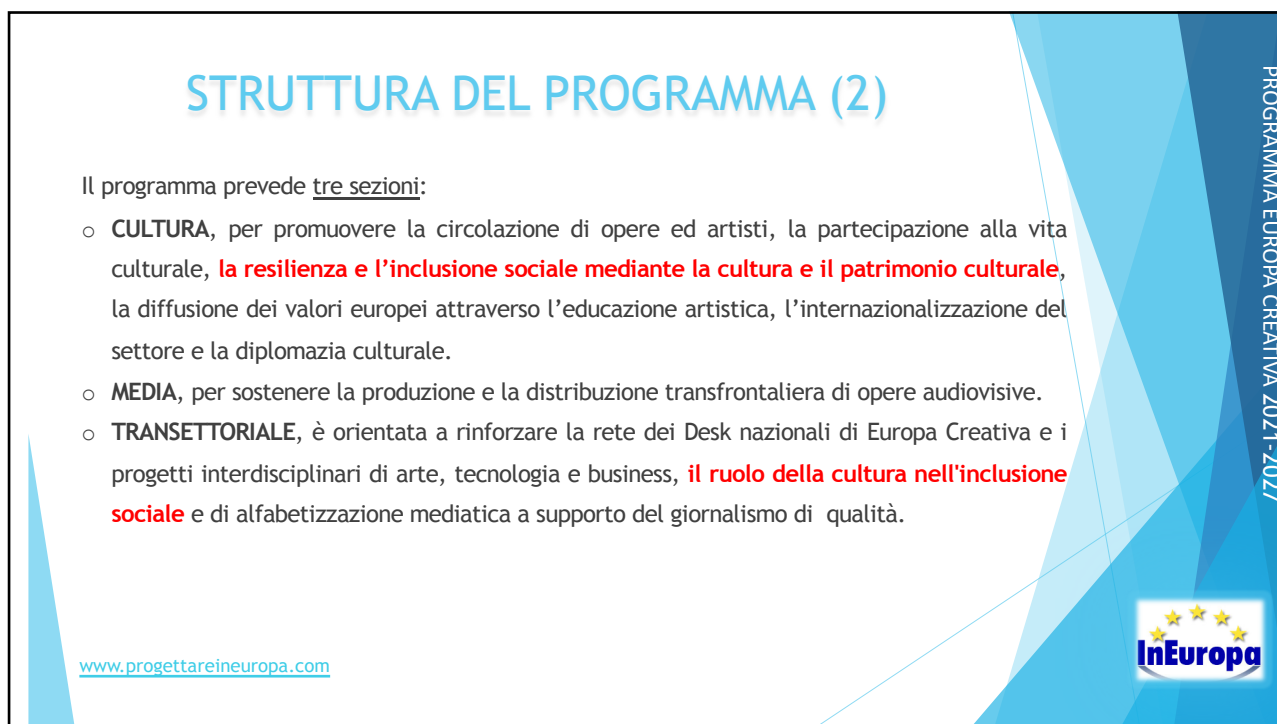 STRUTTURA DEL PROGRAMMA (2)
Il programma prevede tre sezioni:
o CULTURA, per promuovere la circolazione di opere ed artisti, la partecipazione alla vita
culturale, la resilienza e l’inclusione sociale mediante la cultura e il patrimonio culturale,
la diffusione dei valori europei attraverso l’educazione artistica, l’internazionalizzazione del
settore e la diplomazia culturale.
o MEDIA, per sostenere la produzione e la distribuzione transfrontaliera di opere audiovisive.
o TRANSETTORIALE, è orientata a rinforzare la rete dei Desk nazionali di Europa Creativa e i
progetti interdisciplinari di arte, tecnologia e business, il ruolo della cultura nell'inclusione
sociale e di alfabetizzazione mediatica a supporto del giornalismo di qualità.
www.progettareineuropa.com
PROGRAMMA EUROPA CREATIVA 2021-2027
InEuropa